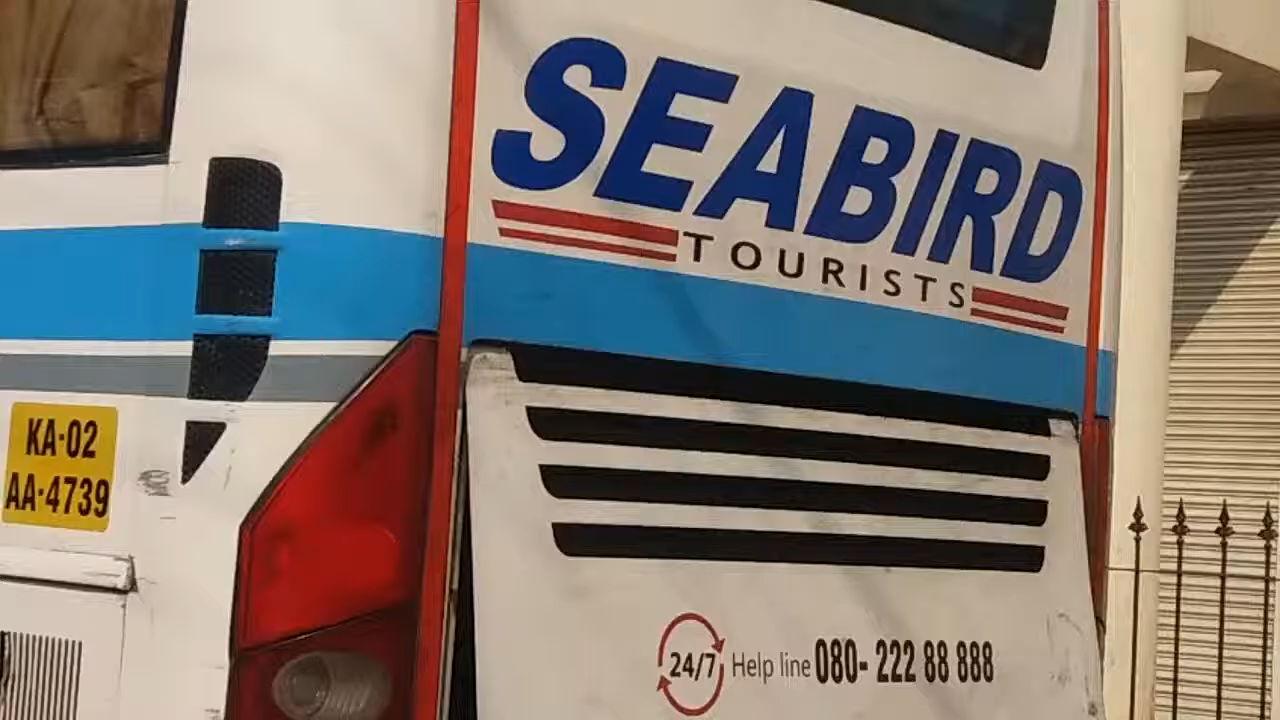 SEABIRD
TOURISTS
KA·02
AA·4739
24/7 Help line 080- 222 88 888